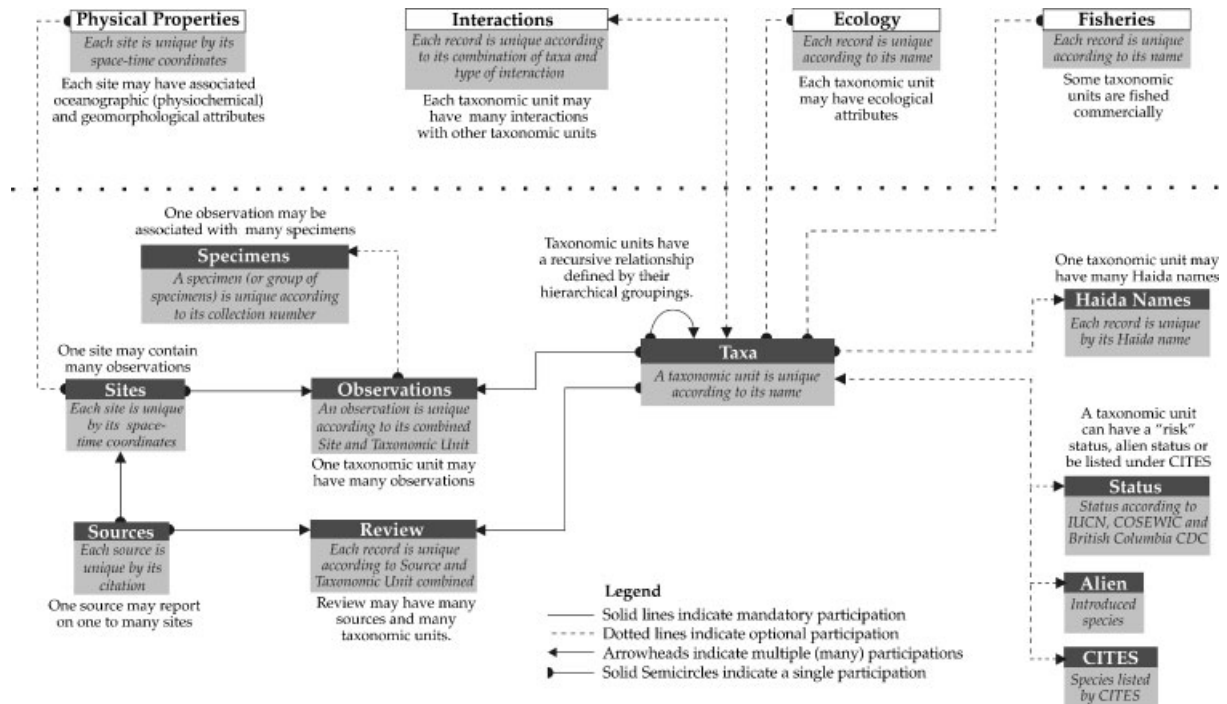 Physical Properties
Each site is unique by its
space-time coordinates
Each site may have associated
oceanographic (physiochemical)
and geomorphological attributes
Interactions
Each record is unique according
to its combination of taxa and
type of interaction
Each taxonomic unit may
have many interactions
with other taxonomic units
Ecology
Each record is unique
according to its name
Each taxonomic unit
may have ecological
attributes
Fisheries
Each record is unique
according to its name
Some taxonomic
units are fished
commercially
One observation may be
associated with many specimens
Specimens
A specimen (or group of
specimens) is unique according
to its collection number
Taxonomic units have
a recursive relationship
defined by their
hierarchical groupings.
One taxonomic unit may
have many Haida names
Haida Names
Each record is unique
by its Haida name
One site may contain
many observations
Sites
Each site is unique
by its space-
time coordinates
Observations
An observation is unique
according to its combined
Site and Taxonomic Unit
One taxonomic unit may
have many observations
Taxa
A taxonomic unit is unique
according to its name
A taxonomic unit
can have a "risk"
status, alien status or
be listed under CITES
Status
Status according to
IUCN, COSEWIC and
British Columbia CDC
Sources
Each source is
unique by its
citation
One source may report
on one to many sites
Review
Each record is unique
according to Source and
Taxonomic Unit combined
Review may have many
sources and many
taxonomic units.
Alien
Introduced
species
CITES
Species listed
by CITES
Legend
Solid lines indicate mandatory participation
Dotted lines indicate optional participation
Arrowheads indicate multiple (many) participations
Solid Semicircles indicate a single participation